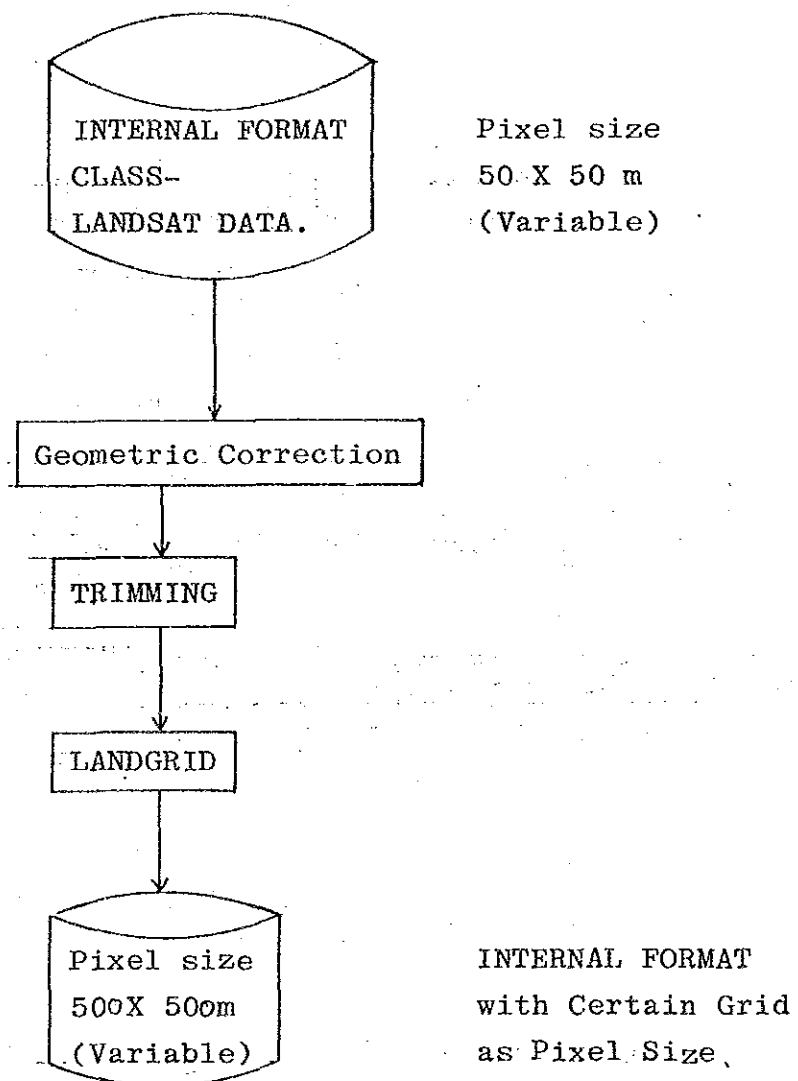 INTERNAL FORMAT
CLASS-
LANDSAT DATA.
Pixel size
50 X 50 m
(Variable)
Geometric Correction
TRIMMING
LANDGRID
Pixel size
500X 500m
(Variable)
INTERNAL FORMAT
with Certain Grid
as Pixel Size